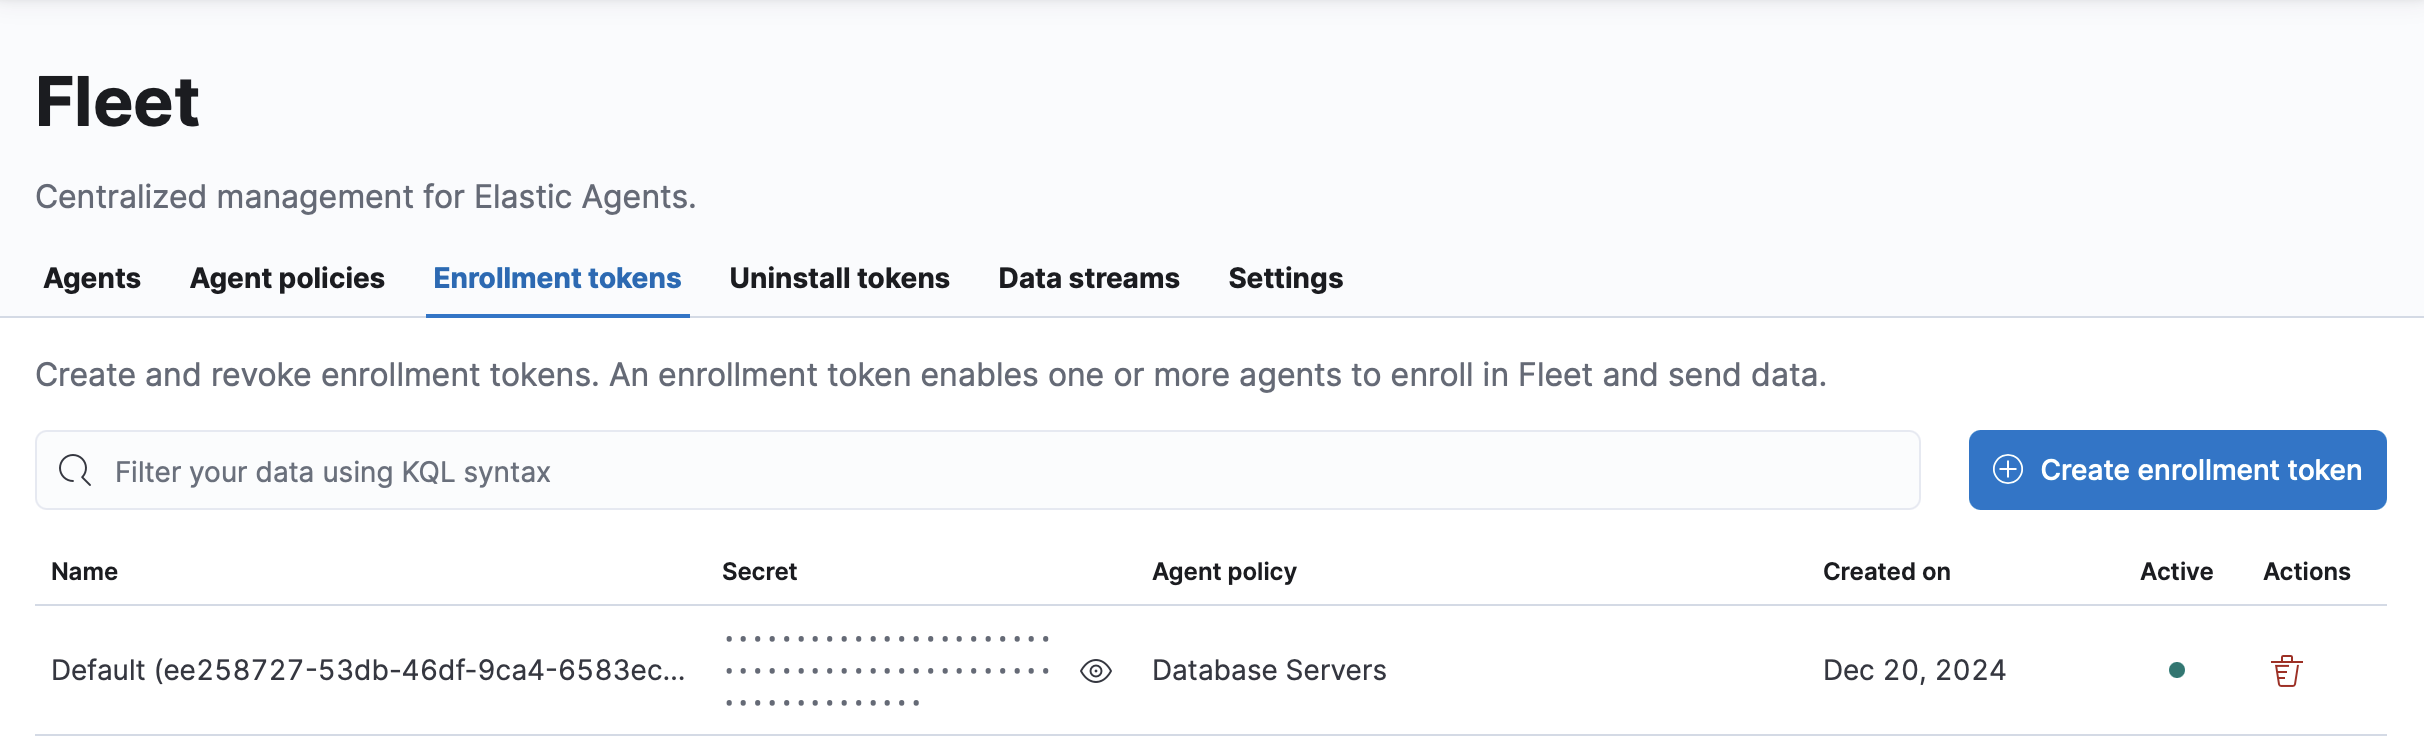 Fleet
Centralized management for Elastic Agents.
Agents Agent policies Enrollment tokens Uninstall tokens Data streams Settings
Create and revoke enrollment tokens. An enrollment token enables one or more agents to enroll in Fleet and send data.
Filter your data using KQL syntax Create enrollment token
Name Secret Agent policy Created on Active Actions
Default (ee258727-53db-46df-9ca4-6583ec... Database Servers Dec 20, 2024